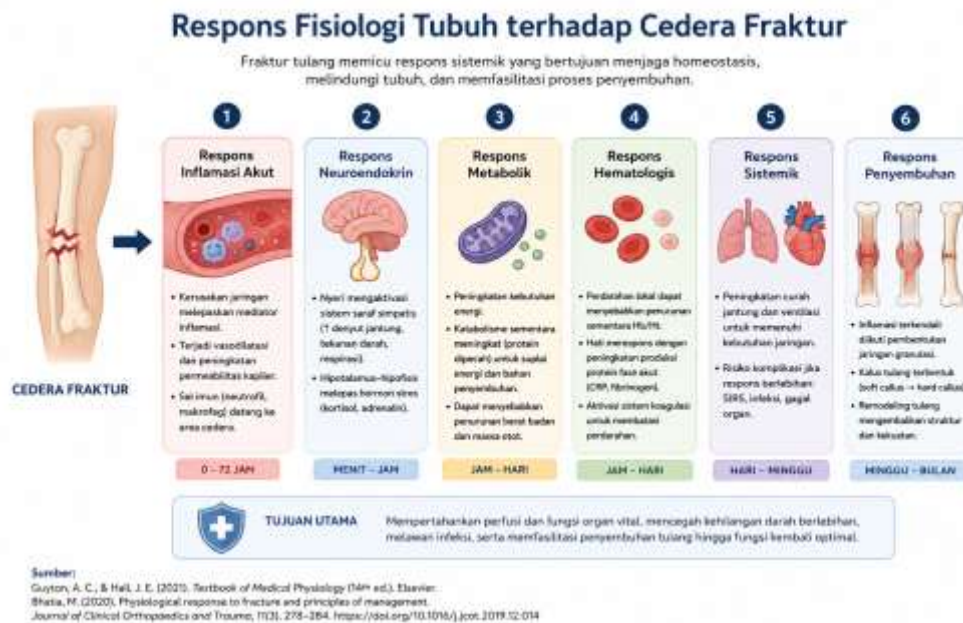 Respons Fisiologi Tubuh terhadap Cedera Fraktur
Fraktur tulang memicu respons sistemik yang bertujuan menjaga homeostasis,
melindungi tubuh, dan memfasilitasi proses penyembuhan.
CEDERA FRAKTUR
1
Respons
Inflamasi Akut
• Kerusakan jaringan
melepaskan mediator
inflamasi.
• Terjadi vasodilatasi
dan peningkatan
permeabilitas kapiler.
• Sel imun (neutrofil,
makrofag) datang ke
area cedera.
0 – 72 JAM
2
Respons
Neuroendokrin
• Nyeri mengaktivasi
sistem saraf simpatis
(↑ denyut jantung,
tekanan darah,
respirasi).
• Hipotalamus–hipofisis
melepas hormon stres
(kortisol, adrenalin).
MENIT – JAM
3
Respons
Metabolik
• Peningkatan kebutuhan
energi.
• Katabolisme sementara
meningkat (protein
dipecah) untuk suplai
energi dan bahan
penyembuhan.
• Dapat menyebabkan
penurunan berat badan
dan massa otot.
JAM – HARI
4
Respons
Hematologis
• Perdarahan lokal dapat
menyebabkan penurunan
sementara Hb/Ht.
• Hati merespons dengan
peningkatan produksi
protein fase akut
(CRP, fibrinogen).
• Aktivasi sistem koagulasi
untuk membatasi
perdarahan.
JAM – HARI
5
Respons
Sistemik
• Peningkatan curah
jantung dan ventilasi
untuk memenuhi
kebutuhan jaringan.
• Risiko komplikasi jika
respons berlebihan:
SIRS, infeksi, gagal
organ.
HARI – MINGGU
6
Respons
Penyembuhan
• Inflamasi terkendali
diikuti pembentukan
jaringan granulasi.
• Kalus tulang terbentuk
(soft callus → hard callus).
• Remodeling tulang
mengembalikan struktur
dan kekuatan.
MINGGU – BULAN
TUJUAN UTAMA
Mempertahankan perfusi dan fungsi organ vital, mencegah kehilangan darah berlebihan,
melawan infeksi, serta memfasilitasi penyembuhan tulang hingga fungsi kembali optimal.
Sumber:
Guyton, A. C., & Hall, J. E. (2021). Textbook of Medical Physiology (14th ed.). Elsevier.
Bhatia, M. (2020). Physiological response to fracture and principles of management.
Journal of Clinical Orthopaedics and Trauma, 11(3), 278–284. https://doi.org/10.1016/j.jcot.2019.12.014